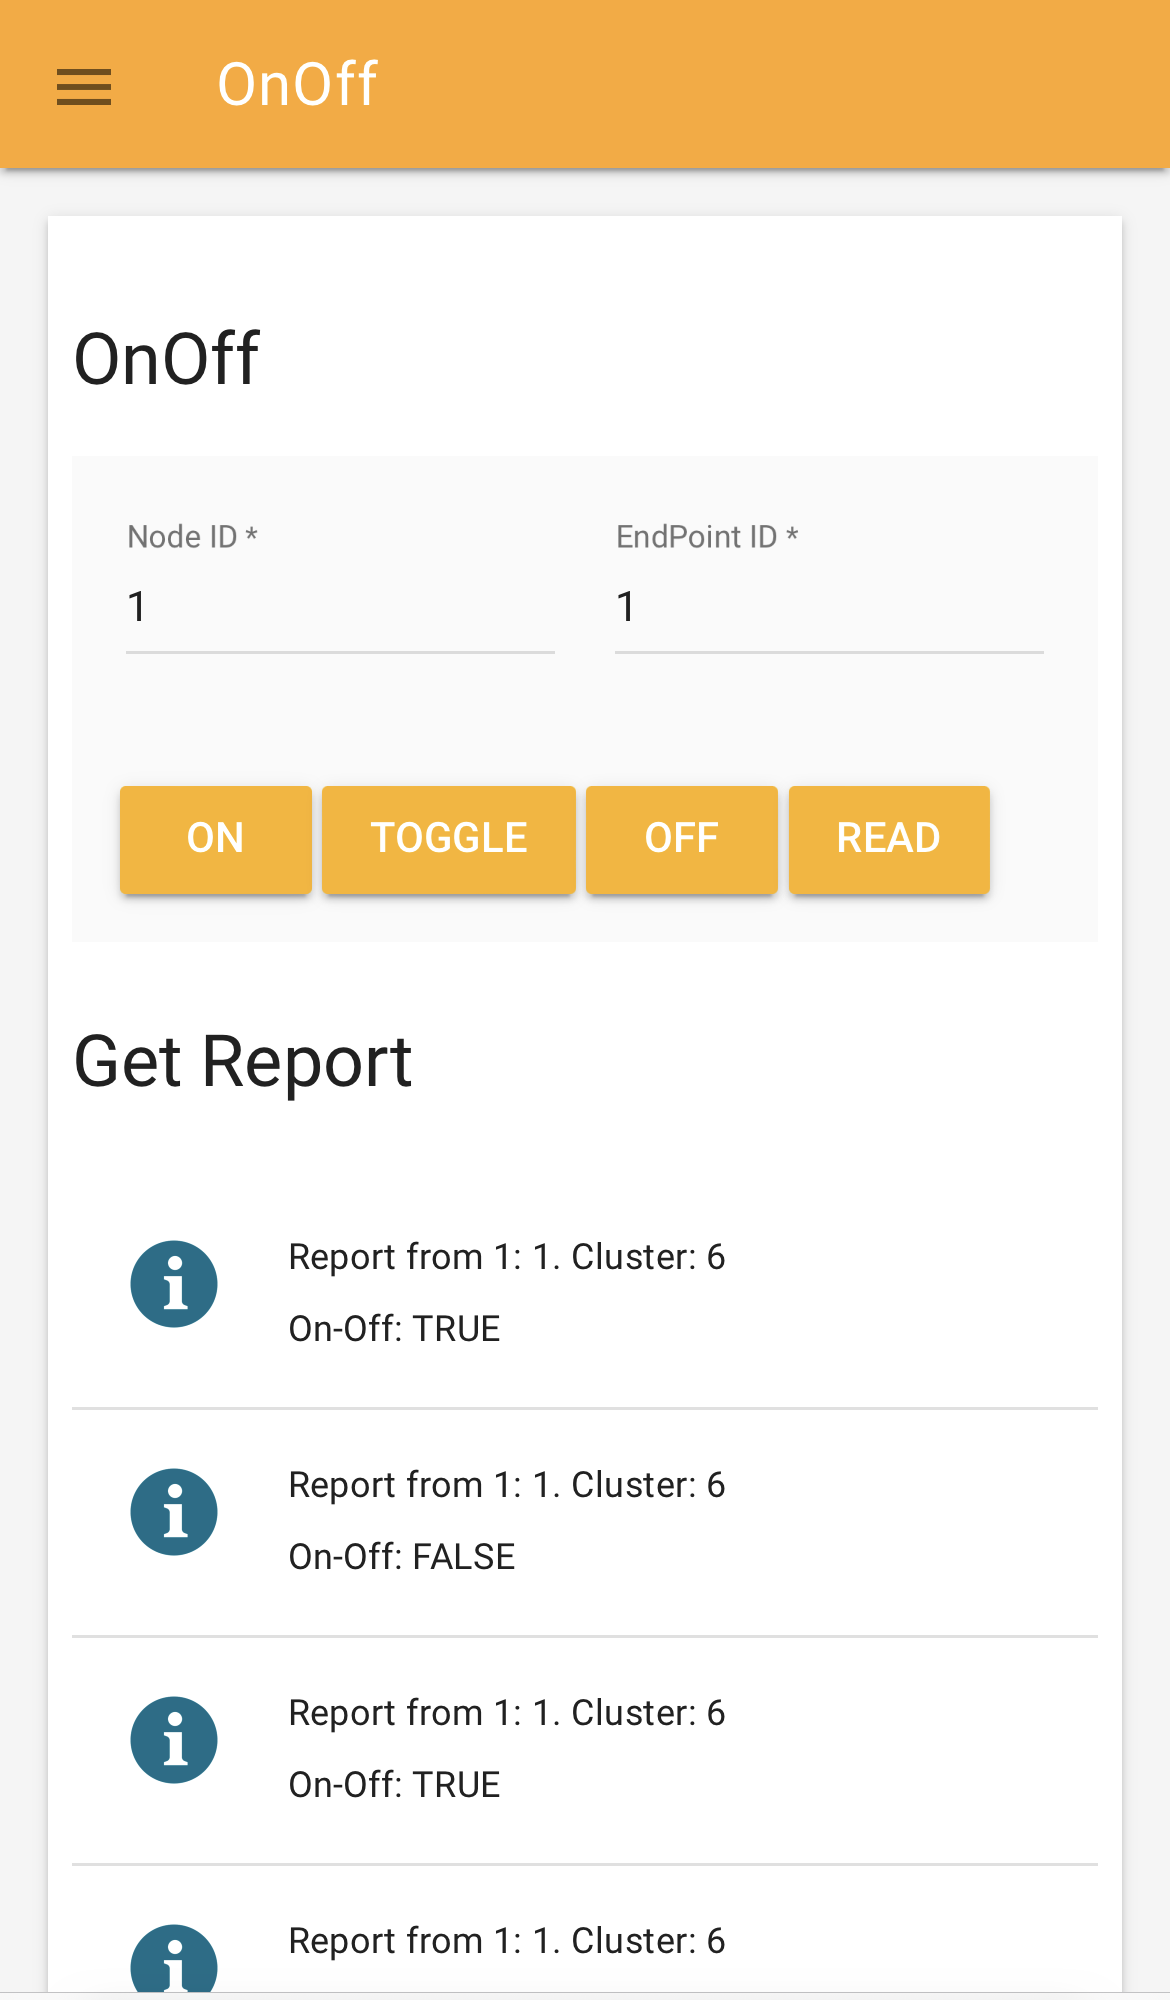 OnOff
OnOff
Node ID * EndPoint ID *
1 1
ON TOGGLE OFF READ
Get Report
Report from 1: 1. Cluster: 6
On-Off: TRUE
Report from 1: 1. Cluster: 6
On-Off: FALSE
Report from 1: 1. Cluster: 6
On-Off: TRUE
Report from 1: 1. Cluster: 6